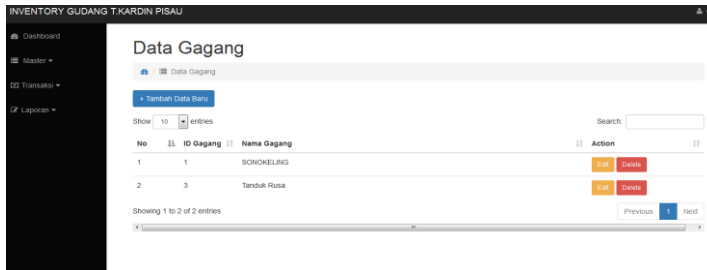 INVENTORY GUDANG T.KARDIN PISAU
Dashboard
Master
Transaksi
Laporan
Data Gagang
/ Data Gagang
+ Tambah Data Baru
Show 10 entries Search:
No ID Gagang Nama Gagang Action
1 1 SONOKELING Edit Delete
2 3 Tanduk Rusa Edit Delete
Showing 1 to 2 of 2 entries Previous 1 Next